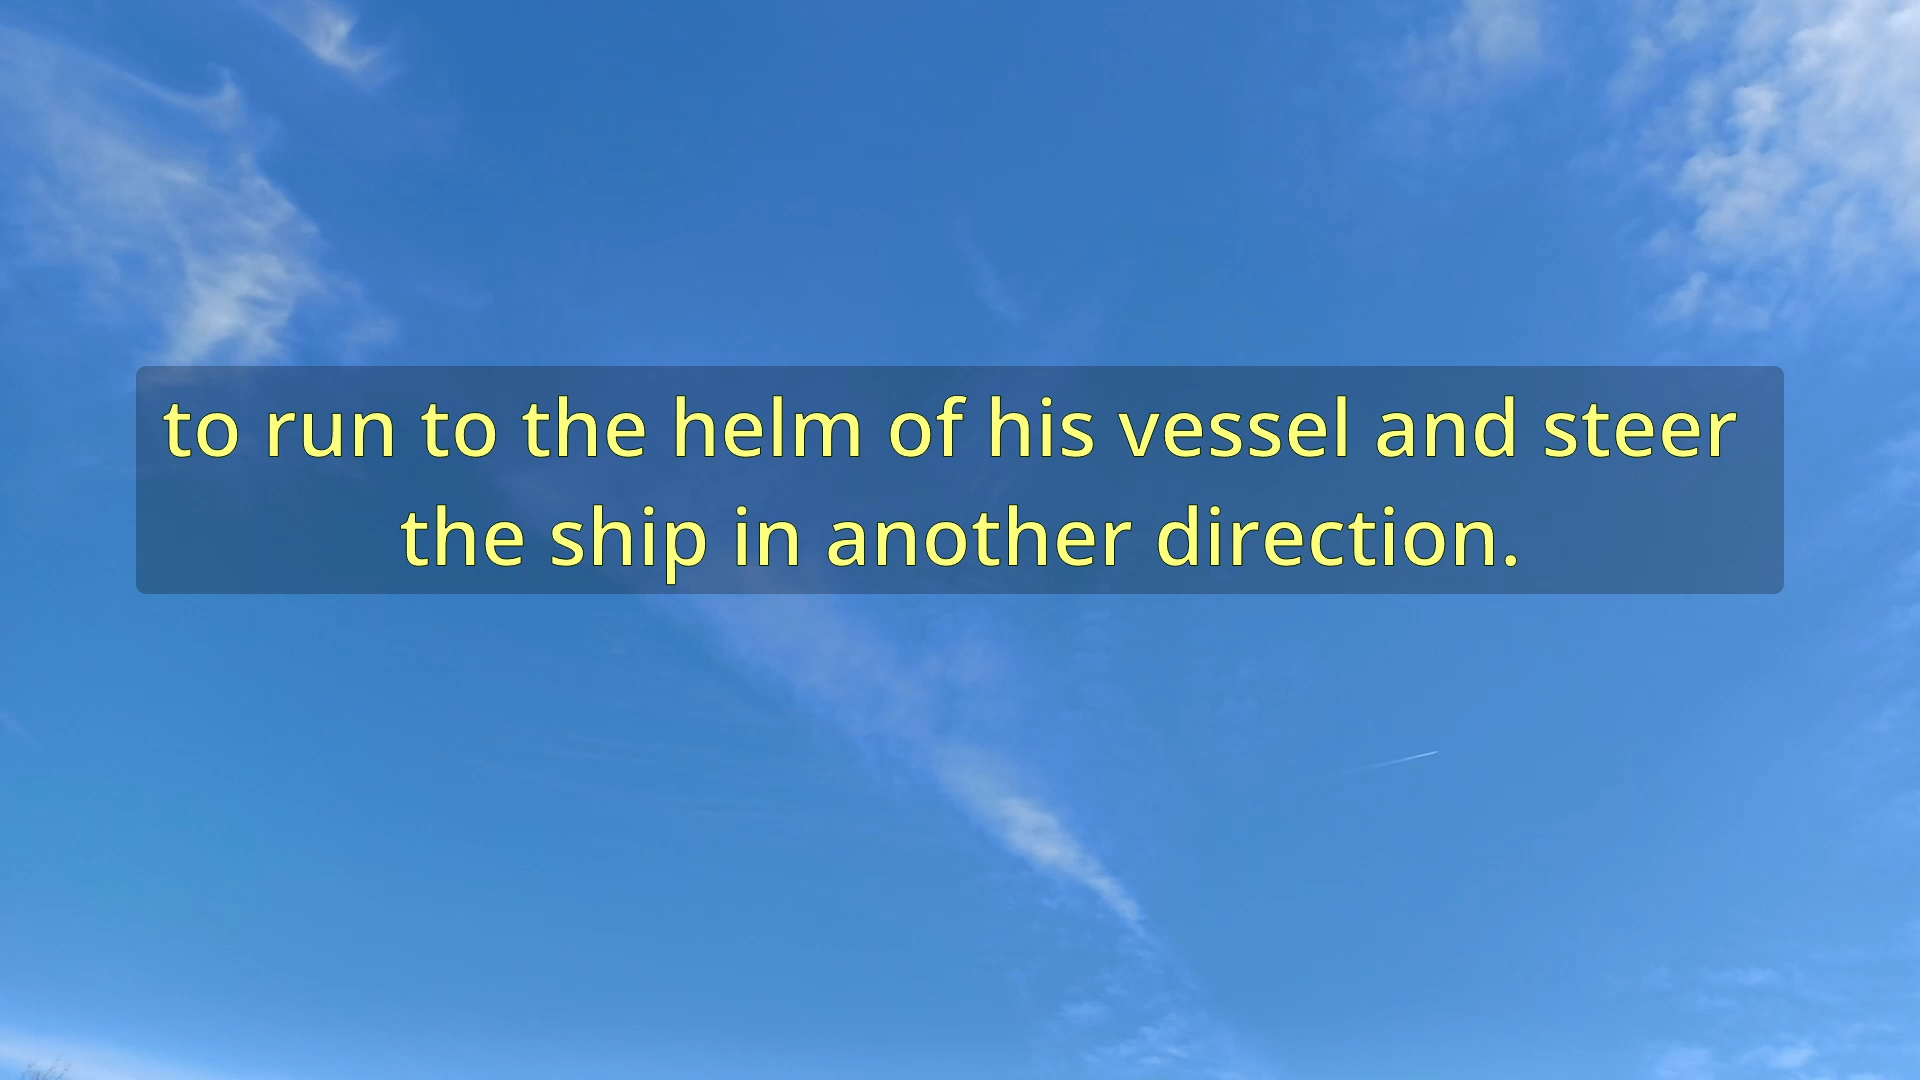 to run to the helm of his vessel and steer
the ship in another direction.